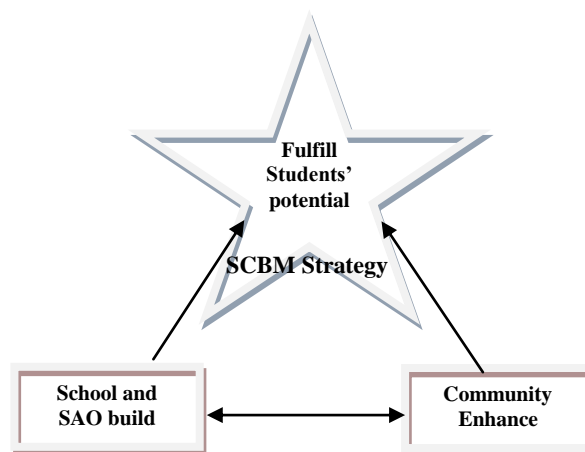 Fulfill
Students’
potential
SCBM Strategy
School and
SAO build
Community
Enhance